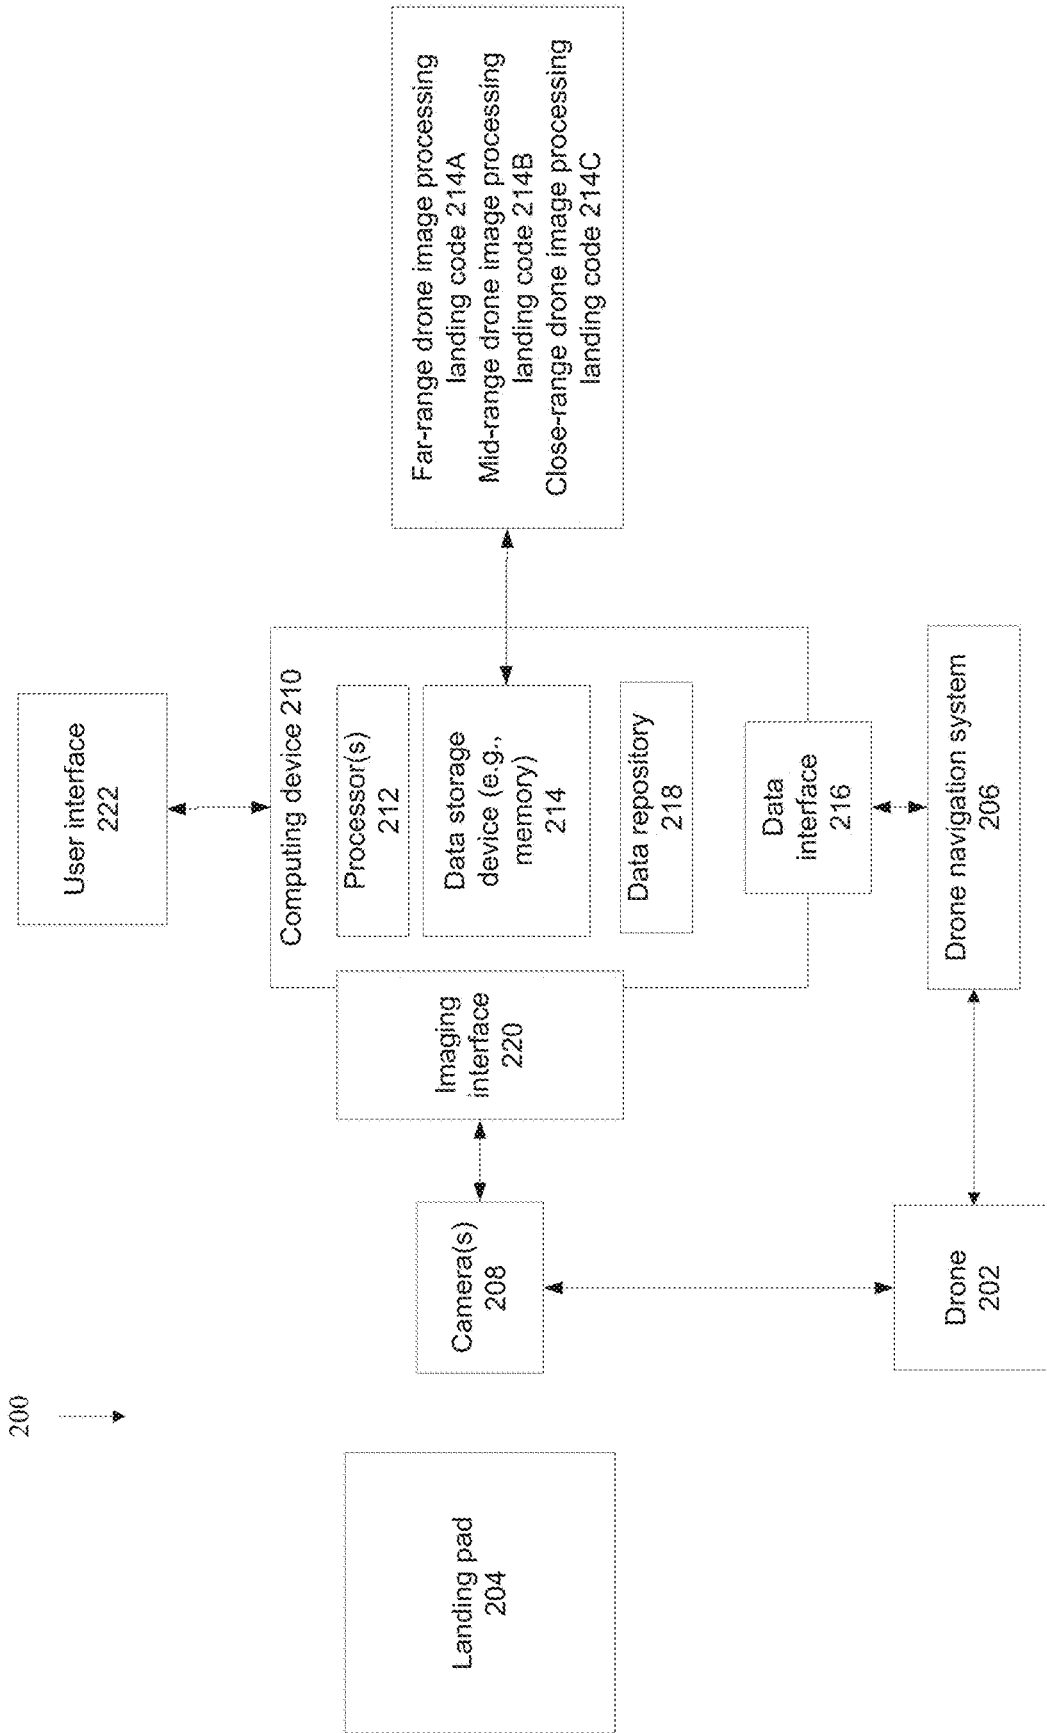 200
Landing pad
204
Camera(s)
208
Drone
202
Imaging
interface
220
User interface
222
Computing device 210
Processor(s)
212
Data storage
device (e.g.,
memory)
214
Data repository
218
Data
interface
216
Drone navigation system
206
Far-range drone image processing
landing code 214A
Mid-range drone image processing
landing code 214B
Close-range drone image processing
landing code 214C